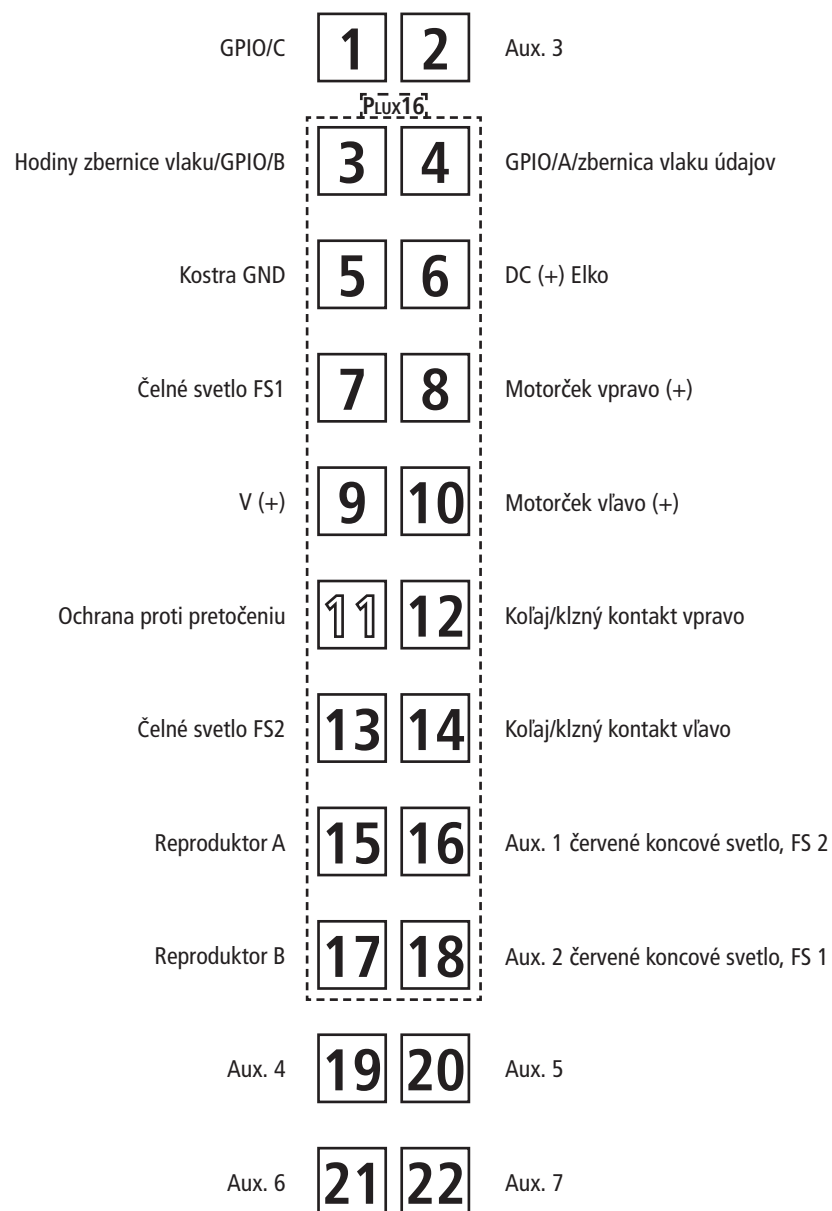 GPIO/C 1 2 Aux. 3
PLUX16
Hodiny zbernice vlaku/GPIO/B 3 4 GPIO/A/zbernica vlaku údajov
Kostra GND 5 6 DC (+) Elko
Čelné svetlo FS1 7 8 Motorček vpravo (+)
V (+) 9 10 Motorček vľavo (+)
Ochrana proti pretočeniu 11 12 Koľaj/klzný kontakt vpravo
Čelné svetlo FS2 13 14 Koľaj/klzný kontakt vľavo
Reproduktor A 15 16 Aux. 1 červené koncové svetlo, FS 2
Reproduktor B 17 18 Aux. 2 červené koncové svetlo, FS 1
Aux. 4 19 20 Aux. 5
Aux. 6 21 22 Aux. 7